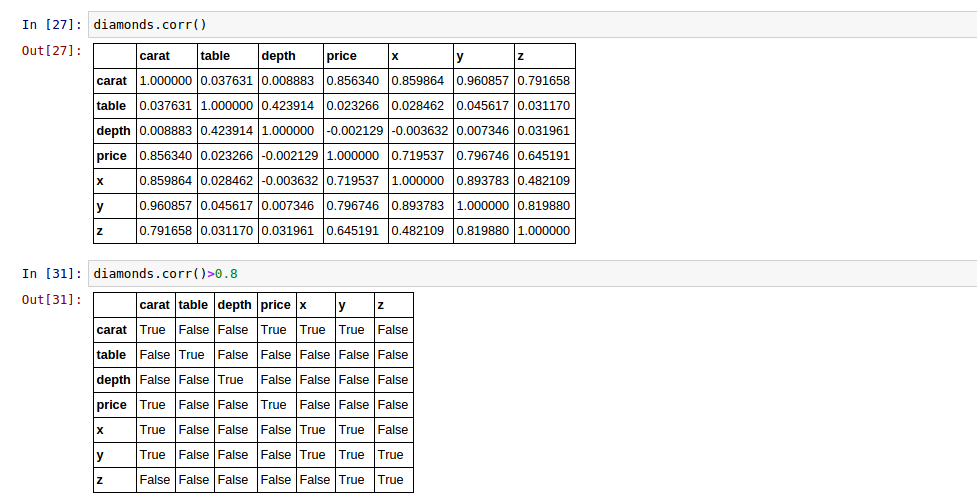 In [27]: diamonds.corr()
Out[27]:
carat table depth price x y z
carat 1.000000 0.037631 0.008883 0.856340 0.859864 0.960857 0.791658
table 0.037631 1.000000 0.423914 0.023266 0.028462 0.045617 0.031170
depth 0.008883 0.423914 1.000000 -0.002129 -0.003632 0.007346 0.031961
price 0.856340 0.023266 -0.002129 1.000000 0.719537 0.796746 0.645191
x 0.859864 0.028462 -0.003632 0.719537 1.000000 0.893783 0.482109
y 0.960857 0.045617 0.007346 0.796746 0.893783 1.000000 0.819880
z 0.791658 0.031170 0.031961 0.645191 0.482109 0.819880 1.000000
In [31]: diamonds.corr()>0.8
Out[31]:
carat table depth price x y z
carat True False False True True True False
table False True False False False False False
depth False False True False False False False
price True False False True False False False
x True False False False True True False
y True False False False True True True
z False False False False False True True